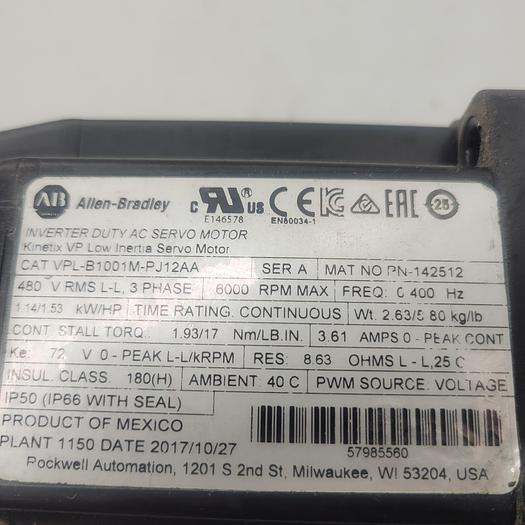 AB Allen-Bradley c RU ® US CE EAC 25
E146578 EN60034-1
INVERTER DUTY AC SERVO MOTOR
Kinetix VP Low Inertia Servo Motor
CAT VPL-B1001M-PJ12AA SER A MAT NO PN-142512
480 V RMS L-L, 3 PHASE 6000 RPM MAX FREQ: 0 400 Hz
1.14/1.53 kW/HP TIME RATING: CONTINUOUS Wt. 2.63/5.80 kg/lb
CONT. STALL TORQ.. 1.93/17 Nm/LB.IN. 3.61 AMPS 0 - PEAK CONT
Ke: 72 V 0 - PEAK L-L/kRPM RES: 8.63 OHMS L - L,25 C
INSUL. CLASS: 180(H) AMBIENT: 40 C PWM SOURCE: VOLTAGE
IP50 (IP66 WITH SEAL)
PRODUCT OF MEXICO
PLANT 1150 DATE 2017/10/27 57985560
Rockwell Automation, 1201 S 2nd St, Milwaukee, WI 53204, USA